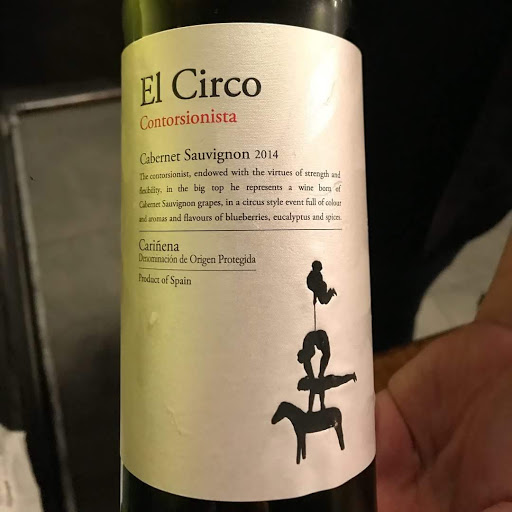 El Circo
Contorsionista
Cabernet Sauvignon 2014
The contorsionist, endowed with the virtues of strength and
flexibility, in the big top he represents a wine born of
Cabernet Sauvignon grapes, in a circus style event full of colour
and aromas and flavours of blueberries, eucalyptus and spices.
Cariñena
Denominación de Origen Protegida
Product of Spain